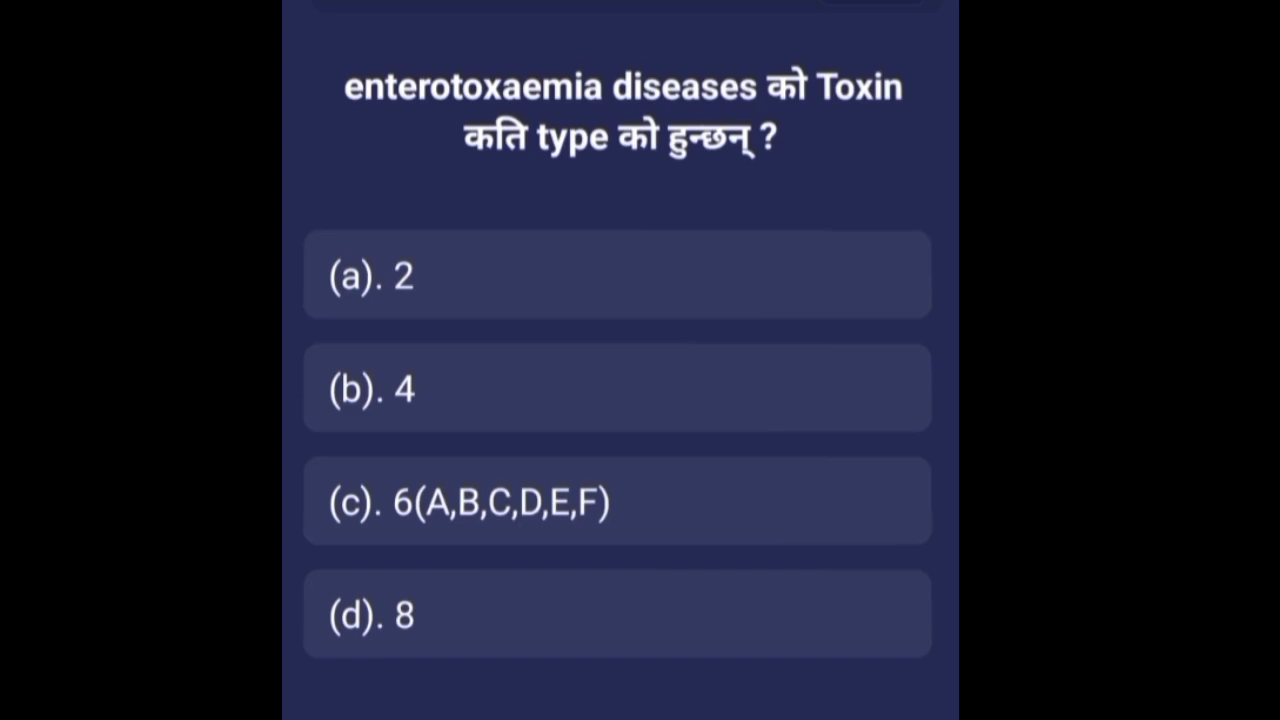 enterotoxaemia diseases को Toxin
कति type को हुन्छन् ?
(a). 2
(b). 4
(c). 6(A,B,C,D,E,F)
(d). 8